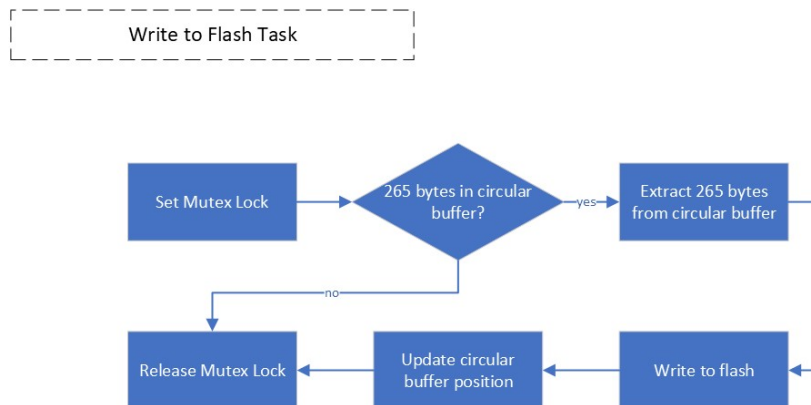 Write to Flash Task
Set Mutex Lock
265 bytes in circular
buffer?
yes
Extract 265 bytes
from circular buffer
no
Release Mutex Lock
Update circular
buffer position
Write to flash